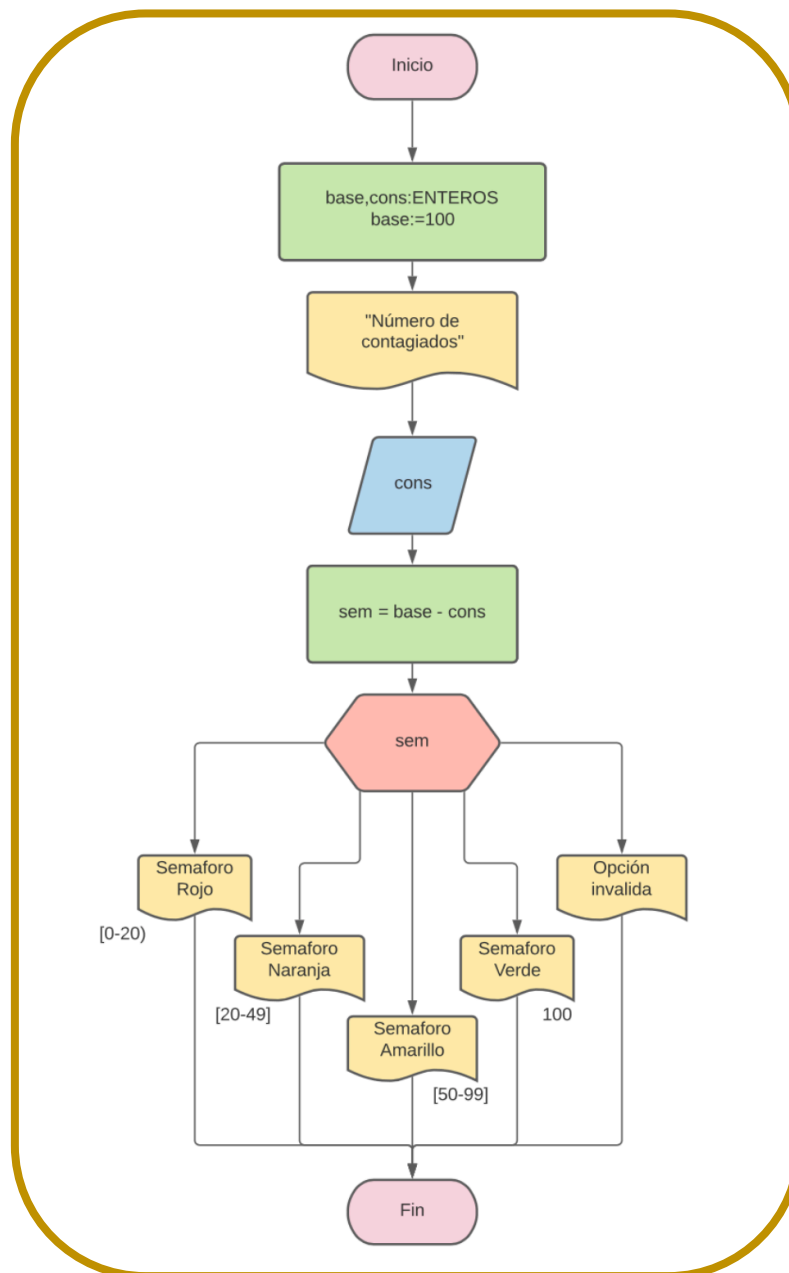 Inicio
base,cons:ENTEROS
base:=100
"Número de
contagiados"
cons
sem = base - cons
sem
Semaforo
Rojo
[0-20)
Semaforo
Naranja
[20-49]
Semaforo
Amarillo
[50-99]
Semaforo
Verde
100
Opción
invalida
Fin